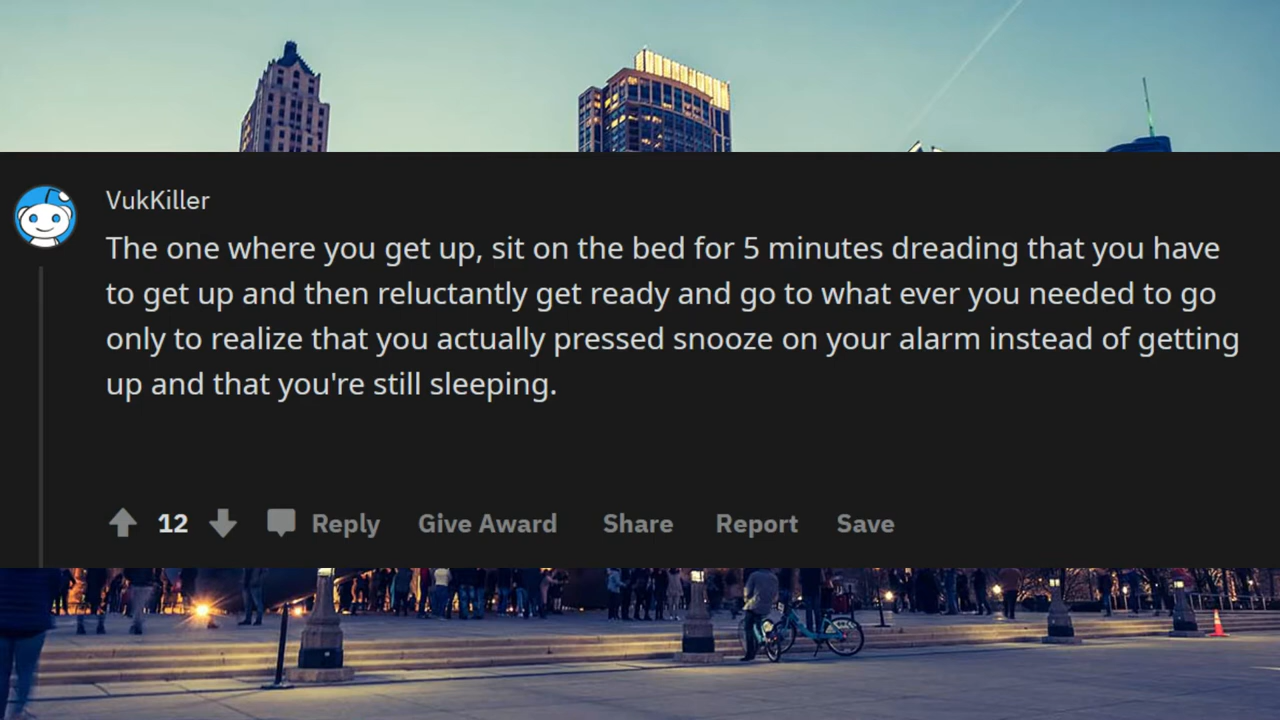 VukKiller
The one where you get up, sit on the bed for 5 minutes dreading that you have
to get up and then reluctantly get ready and go to what ever you needed to go
only to realize that you actually pressed snooze on your alarm instead of getting
up and that you're still sleeping.
12 Reply Give Award Share Report Save